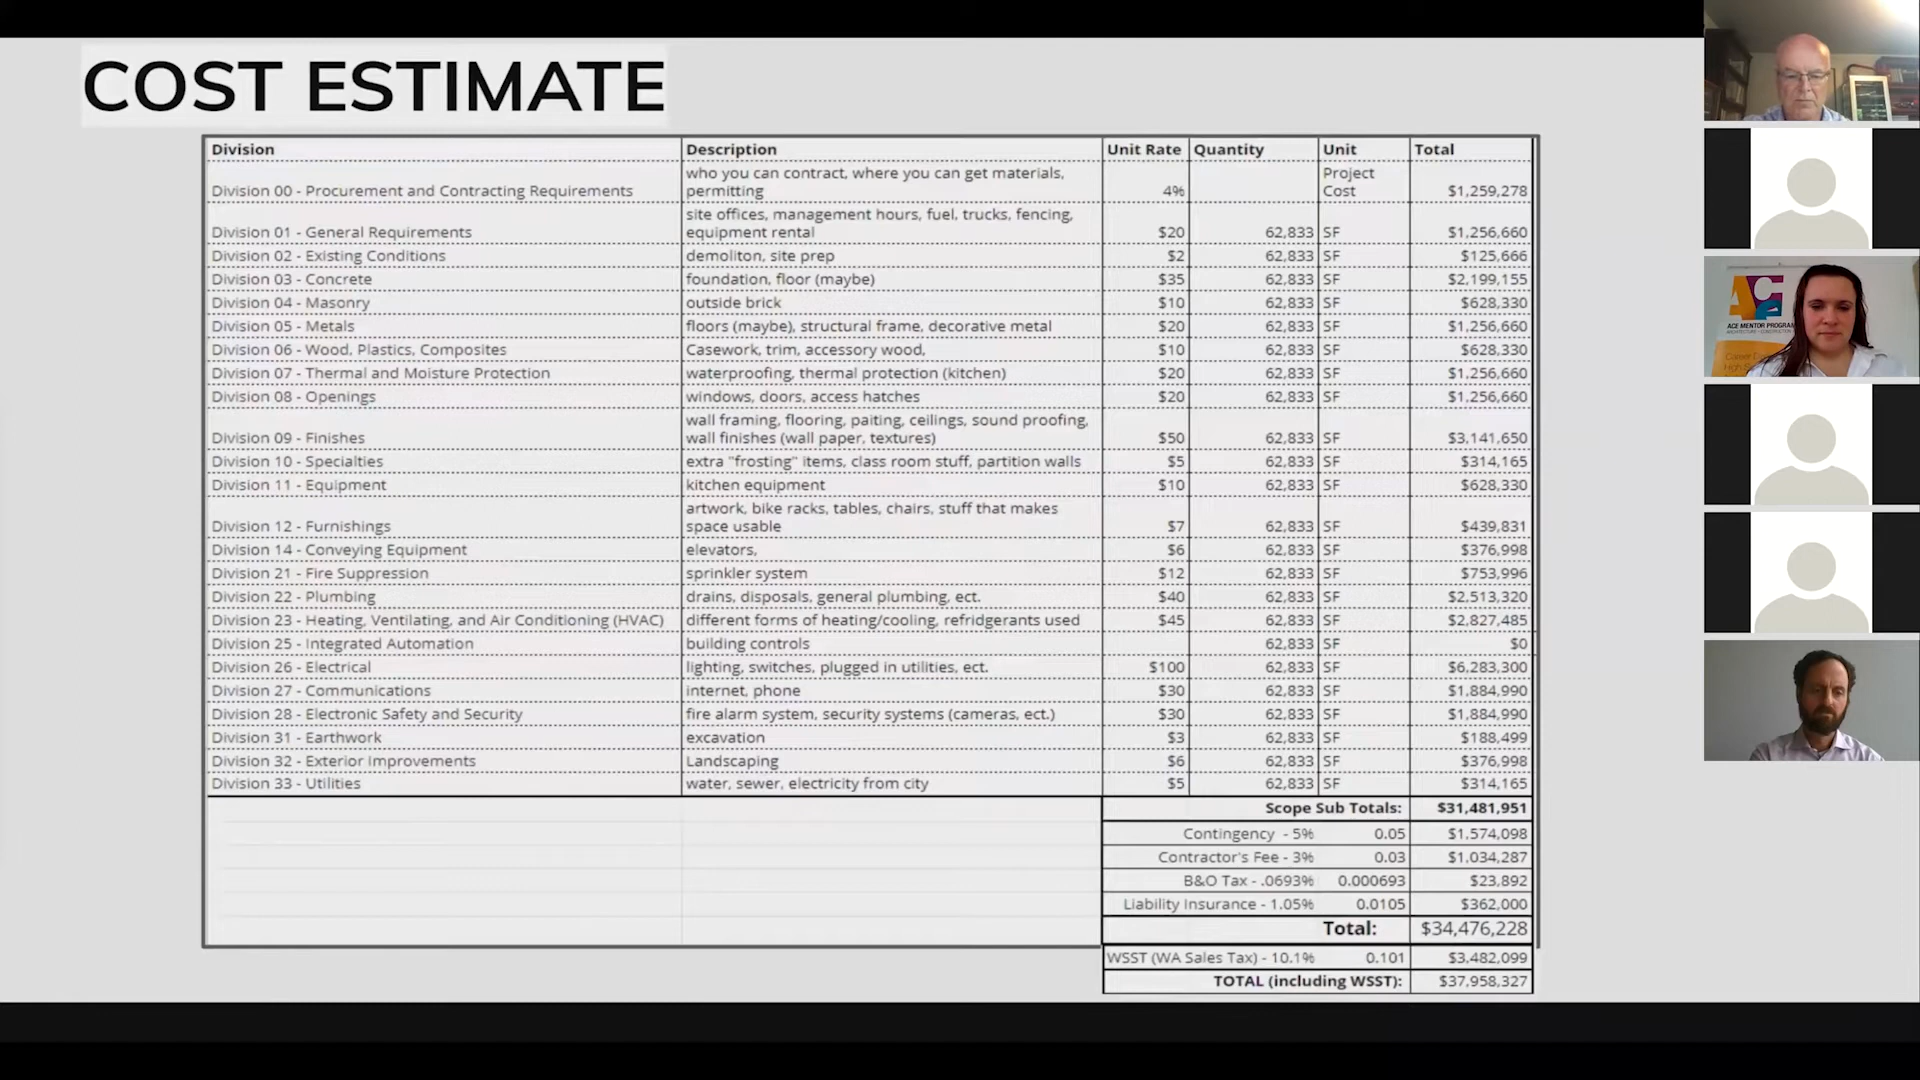 COST ESTIMATE
Division Description Unit Rate Quantity Unit Total
who you can contract, where you can get materials, Project
Division 00 - Procurement and Contracting Requirements permitting 4% Cost $1,259,278
site offices, management hours, fuel, trucks, fencing,
Division 01 - General Requirements equipment rental $20 62,833 SF $1,256,660
Division 02 - Existing Conditions demoliton, site prep $2 62,833 SF $125,666
Division 03 - Concrete foundation, floor (maybe) $35 62,833 SF $2,199,155
Division 04 - Masonry outside brick $10 62,833 SF $628,330
Division 05 - Metals floors (maybe), structural frame, decorative metal $20 62,833 SF $1,256,660
Division 06 - Wood, Plastics, Composites Casework, trim, accessory wood, $10 62,833 SF $628,330
Division 07 - Thermal and Moisture Protection waterproofing, thermal protection (kitchen) $20 62,833 SF $1,256,660
Division 08 - Openings windows, doors, access hatches $20 62,833 SF $1,256,660
wall framing, flooring, paiting, ceilings, sound proofing,
Division 09 - Finishes wall finishes (wall paper, textures) $50 62,833 SF $3,141,650
Division 10 - Specialties extra "frosting" items, class room stuff, partition walls $5 62,833 SF $314,165
Division 11 - Equipment kitchen equipment $10 62,833 SF $628,330
artwork, bike racks, tables, chairs, stuff that makes
Division 12 - Furnishings space usable $7 62,833 SF $439,831
Division 14 - Conveying Equipment elevators, $6 62,833 SF $376,998
Division 21 - Fire Suppression sprinkler system $12 62,833 SF $753,996
Division 22 - Plumbing drains, disposals, general plumbing, ect. $40 62,833 SF $2,513,320
Division 23 - Heating, Ventilating, and Air Conditioning (HVAC) different forms of heating/cooling, refridgerants used $45 62,833 SF $2,827,485
Division 25 - Integrated Automation building controls 62,833 SF $0
Division 26 - Electrical lighting, switches, plugged in utilities, ect. $100 62,833 SF $6,283,300
Division 27 - Communications internet, phone $30 62,833 SF $1,884,990
Division 28 - Electronic Safety and Security fire alarm system, security systems (cameras, ect.) $30 62,833 SF $1,884,990
Division 31 - Earthwork excavation $3 62,833 SF $188,499
Division 32 - Exterior Improvements Landscaping $6 62,833 SF $376,998
Division 33 - Utilities water, sewer, electricity from city $5 62,833 SF $314,165
Scope Sub Totals: $31,481,951
Contingency - 5% 0.05 $1,574,098
Contractor's Fee - 3% 0.03 $1,034,287
B&O Tax - .0693% 0.000693 $23,892
Liability Insurance - 1.05% 0.0105 $362,000
Total: $34,476,228
WSST (WA Sales Tax) - 10.1% 0.101 $3,482,099
TOTAL (including WSST): $37,958,327
ACE
ACE MENTOR PROGRAM